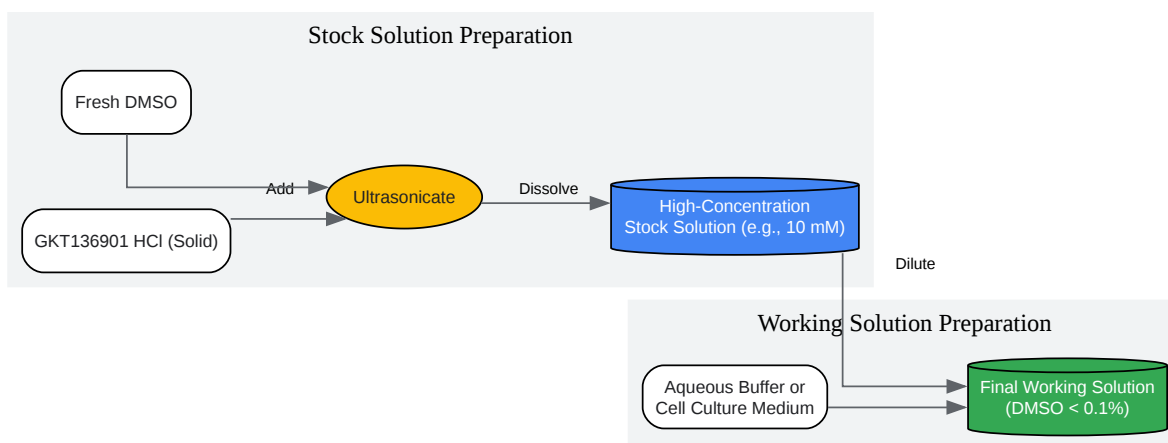 Stock Solution Preparation
Fresh DMSO
Add
Ultrasonicate
Dissolve
High-Concentration
Stock Solution (e.g., 10 mM)
GKT136901 HCl (Solid)
Dilute
Working Solution Preparation
Aqueous Buffer or
Cell Culture Medium
Final Working Solution
(DMSO < 0.1%)